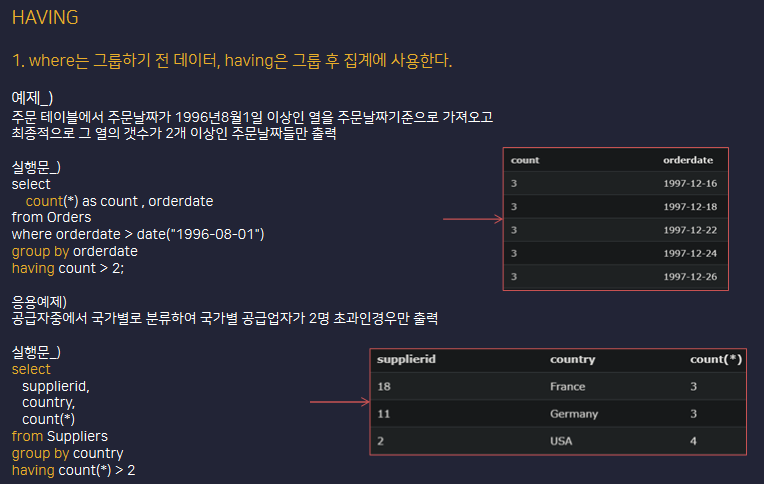 HAVING
1. where는 그룹하기 전 데이터, having은 그룹 후 집계에 사용한다.
예제_)
주문 테이블에서 주문날짜가 1996년8월1일 이상인 열을 주문날짜기준으로 가져오고
최종적으로 그 열의 갯수가 2개 이상인 주문날짜들만 출력
실행문_)
select
count(*) as count , orderdate
from Orders
where orderdate > date("1996-08-01")
group by orderdate
having count > 2;
count orderdate
3 1997-12-16
3 1997-12-18
3 1997-12-22
3 1997-12-24
3 1997-12-26
응용예제)
공급자중에서 국가별로 분류하여 국가별 공급업자가 2명 초과인경우만 출력
실행문_)
select
supplierid,
country,
count(*)
from Suppliers
group by country
having count(*) > 2
supplierid country count(*)
18 France 3
11 Germany 3
2 USA 4